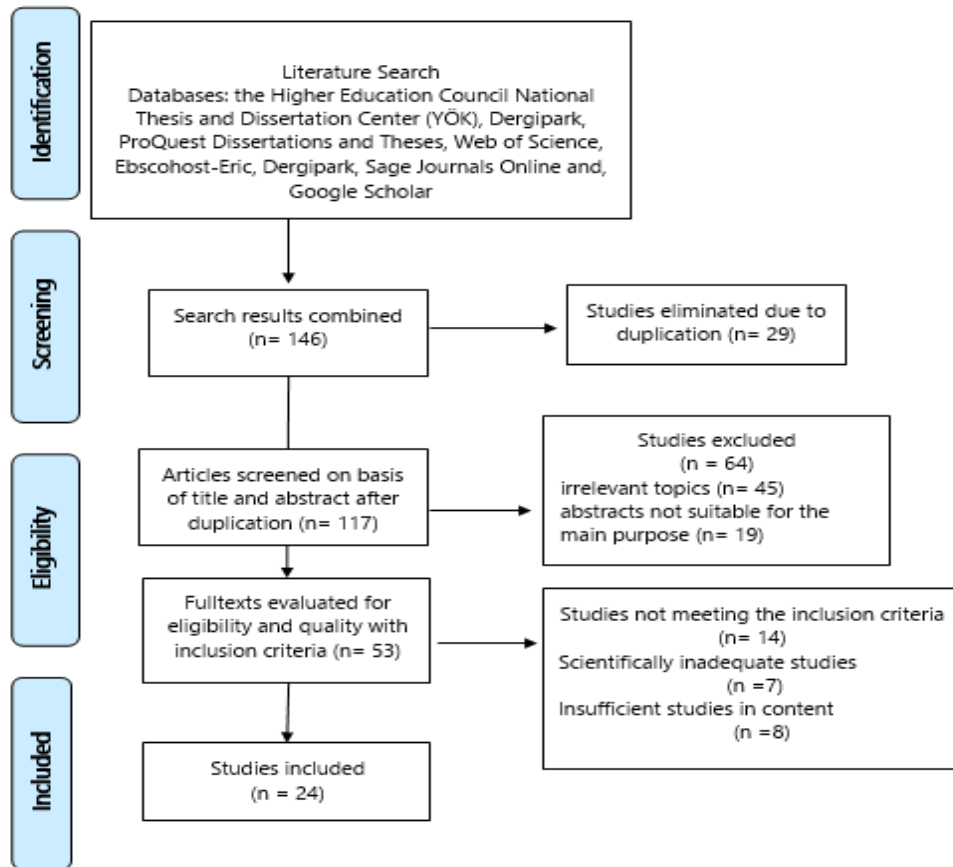 Identification
Literature Search
Databases: the Higher Education Council National
Thesis and Dissertation Center (YÖK), Dergipark,
ProQuest Dissertations and Theses, Web of Science,
Ebscohost-Eric, Dergipark, Sage Journals Online and,
Google Scholar
Screening
Search results combined
(n= 146)
Studies eliminated due to
duplication (n= 29)
Eligibility
Articles screened on basis
of title and abstract after
duplication (n= 117)
Studies excluded
(n = 64)
irrelevant topics (n= 45)
abstracts not suitable for the
main purpose (n= 19)
Fulltexts evaluated for
eligibility and quality with
inclusion criteria (n= 53)
Studies not meeting the inclusion criteria
(n= 14)
Scientifically inadequate studies
(n =7)
Insufficient studies in content
(n =8)
Included
Studies included
(n = 24)